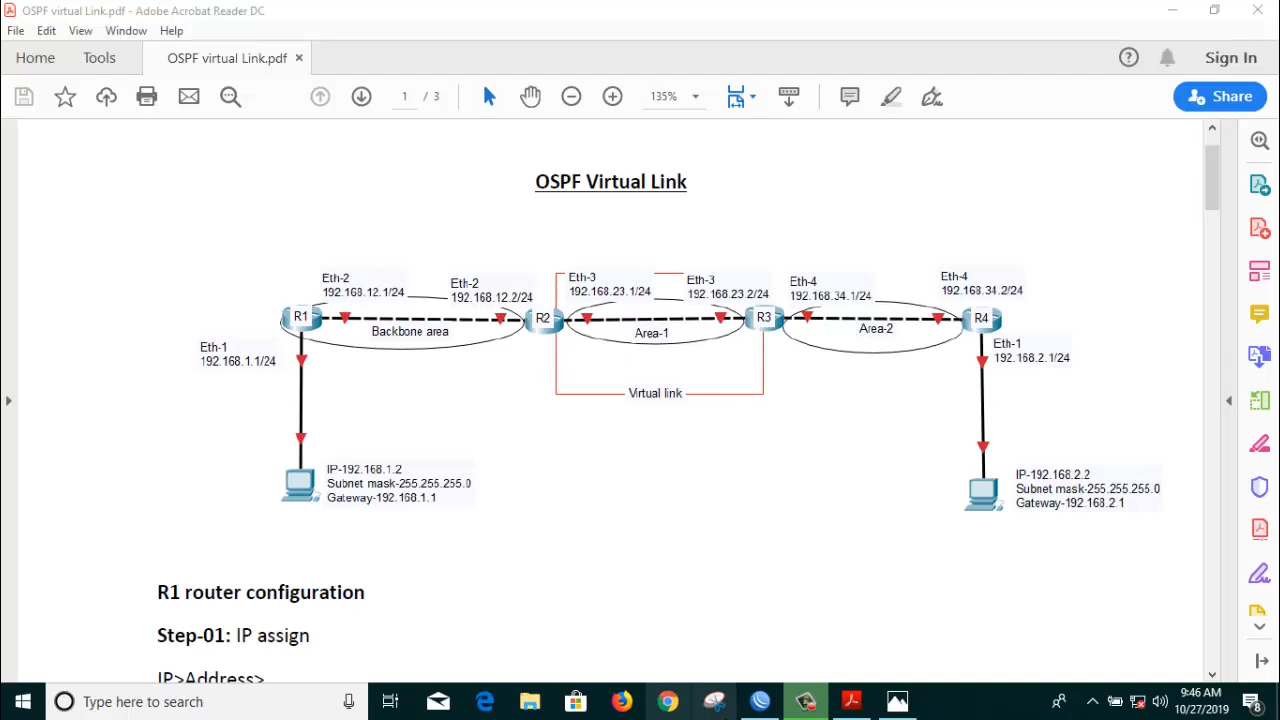 OSPF virtual Link.pdf - Adobe Acrobat Reader DC
File Edit View Window Help
Home Tools OSPF virtual Link.pdf × Sign In
1 / 3 135% Share
OSPF Virtual Link
Eth-2
192.168.12.1/24
Eth-2
192.168.12.2/24
Eth-3
192.168.23.1/24
Eth-3
192.168.23.2/24
Eth-4
192.168.34.1/24
Eth-4
192.168.34.2/24
R1
R2
R3
R4
Backbone area
Area-1
Area-2
Eth-1
192.168.1.1/24
Eth-1
192.168.2.1/24
Virtual link
IP-192.168.1.2
Subnet mask-255.255.255.0
Gateway-192.168.1.1
IP-192.168.2.2
Subnet mask-255.255.255.0
Gateway-192.168.2.1
R1 router configuration
Step-01: IP assign
IP>Address>
Type here to search
9:46 AM
10/27/2019
8